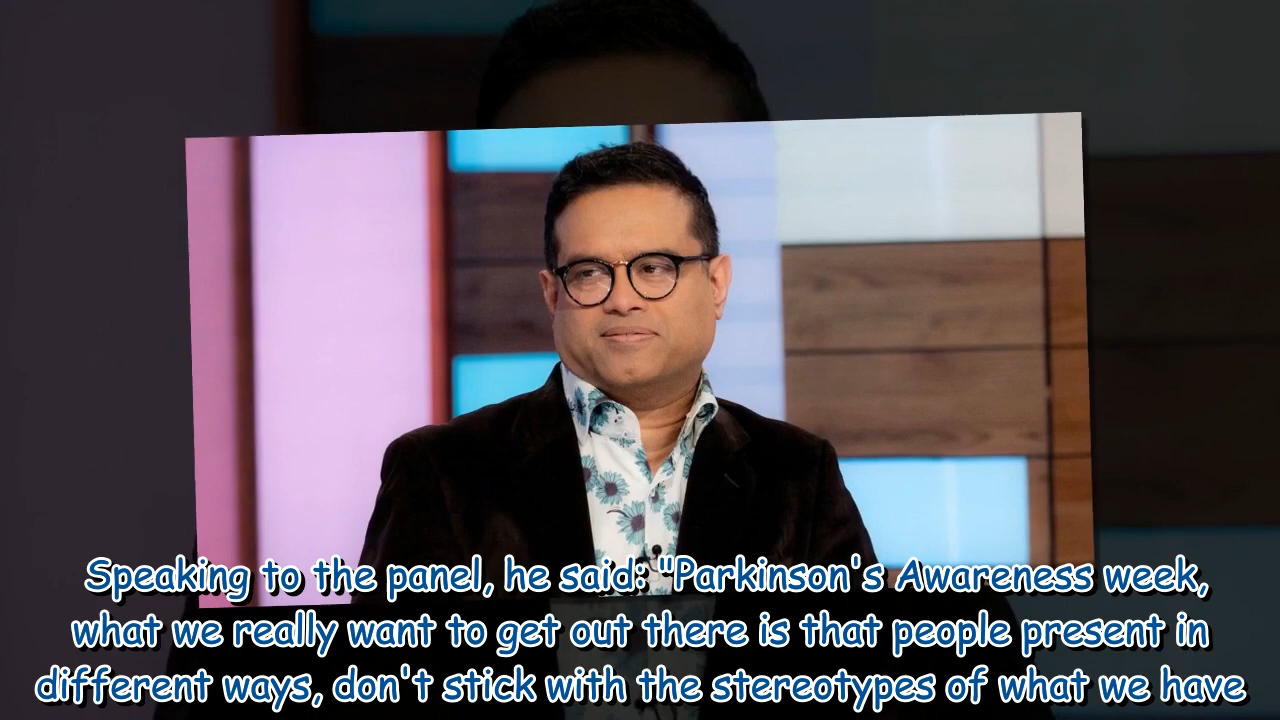 Speaking to the panel, he said: "Parkinson's Awareness week,
what we really want to get out there is that people present in
different ways, don't stick with the stereotypes of what we have